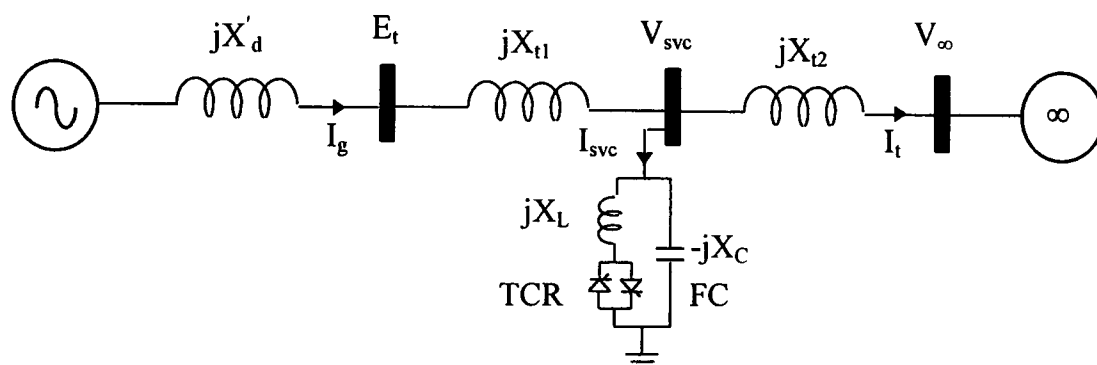 jX'd Et jXt1 Vsvc jXt2 V∞
Ig Isvc It ∞
jXL
-jXC
TCR FC